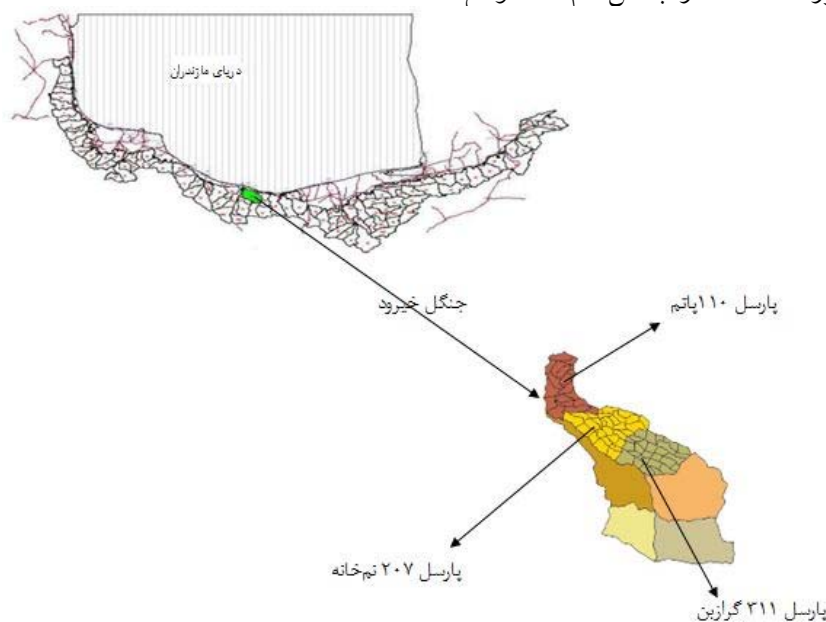 دریای مازندران
جنگل خیرود
پارسل ۱۱۰پاتم
پارسل ۲۰۷ نم‌خانه
پارسل ۳۱۱ گرازبن